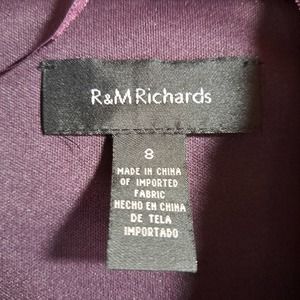 R&M Richards
8
MADE IN CHINA
OF IMPORTED
FABRIC
HECHO EN CHINA
DE TELA
IMPORTADO